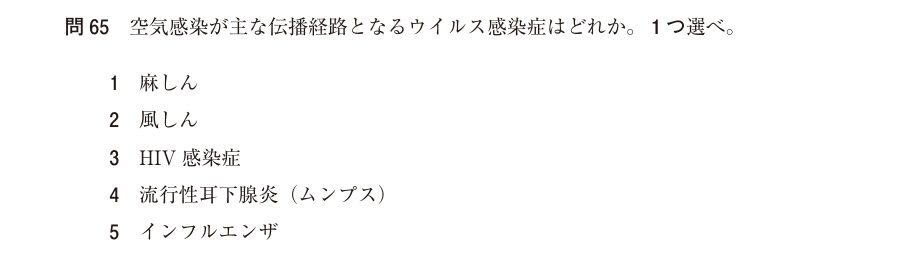 問 65　空気感染が主な伝播経路となるウイルス感染症はどれか。1つ選べ。
1　麻しん
2　風しん
3　HIV 感染症
4　流行性耳下腺炎（ムンプス）
5　インフルエンザ